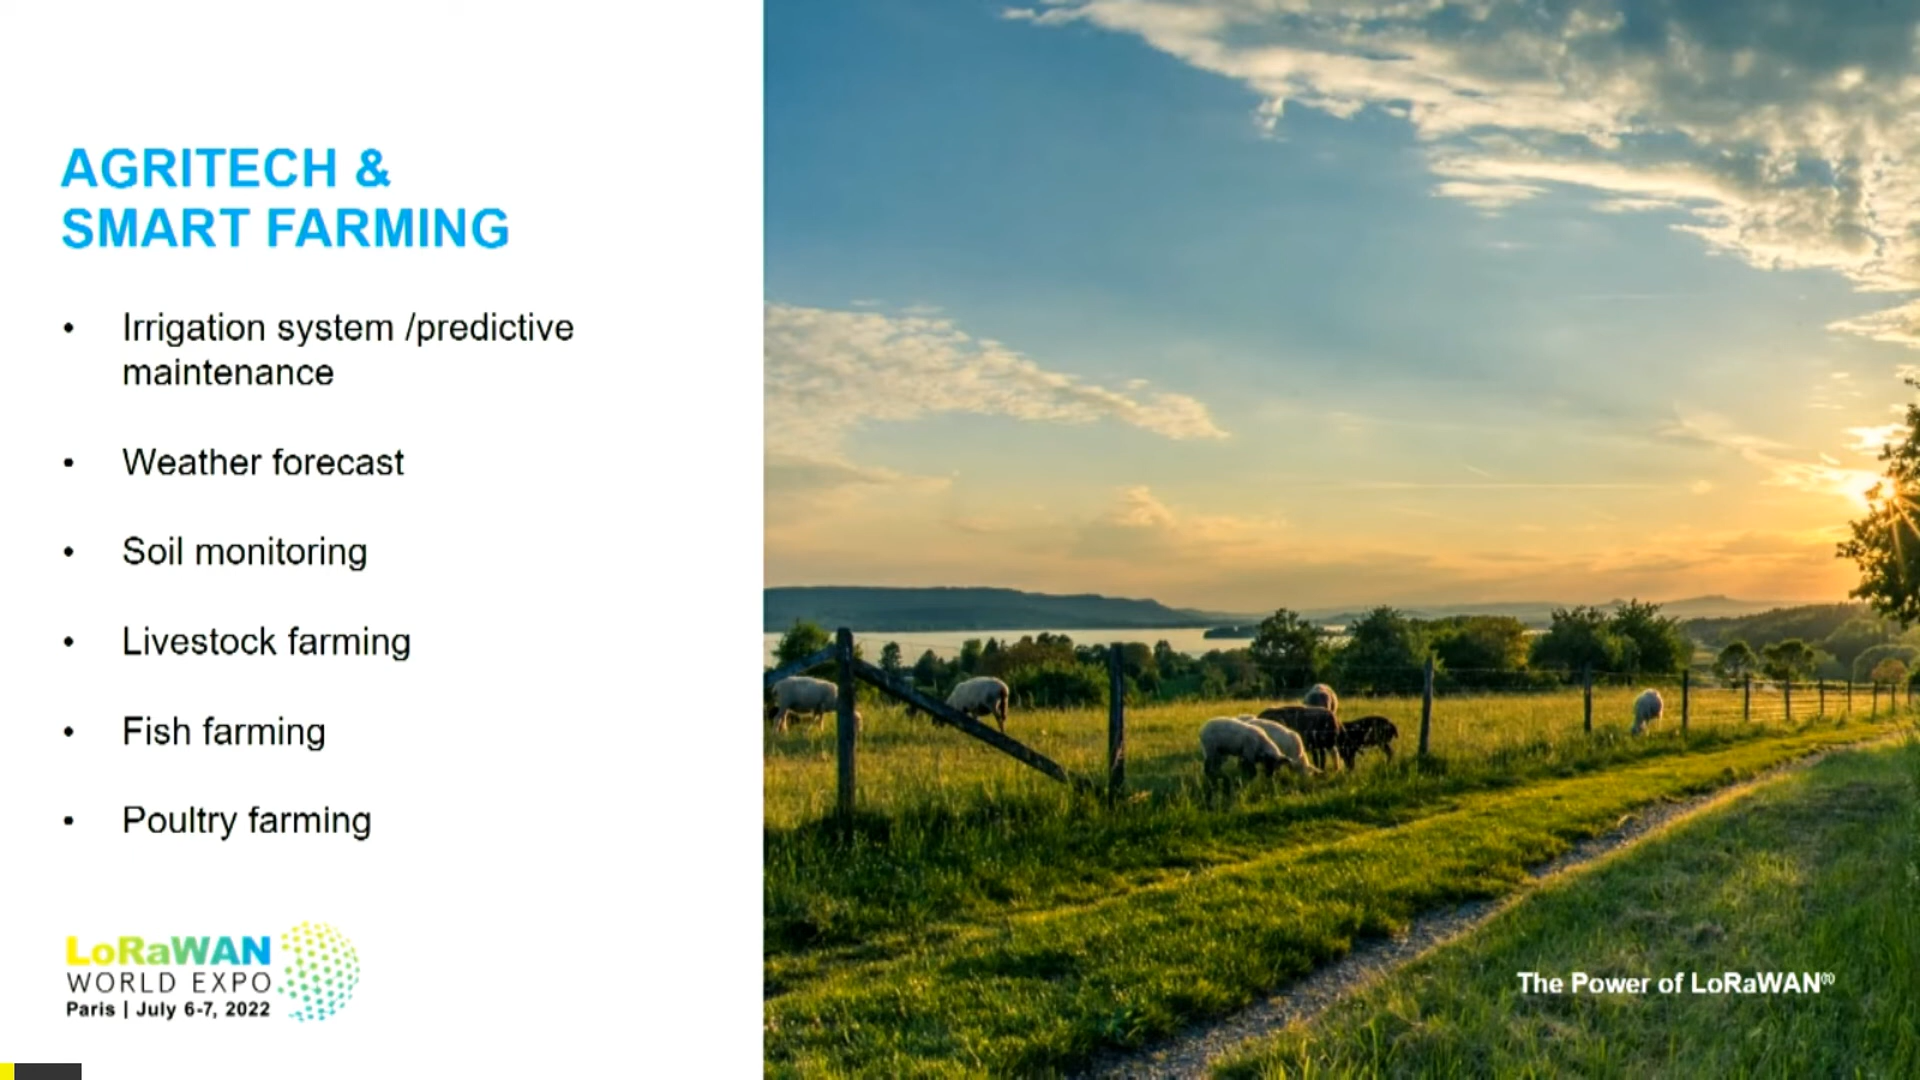 AGRITECH &
SMART FARMING
• Irrigation system /predictive
maintenance
• Weather forecast
• Soil monitoring
• Livestock farming
• Fish farming
• Poultry farming
LoRaWAN
WORLD EXPO
Paris | July 6-7, 2022
The Power of LoRaWAN®